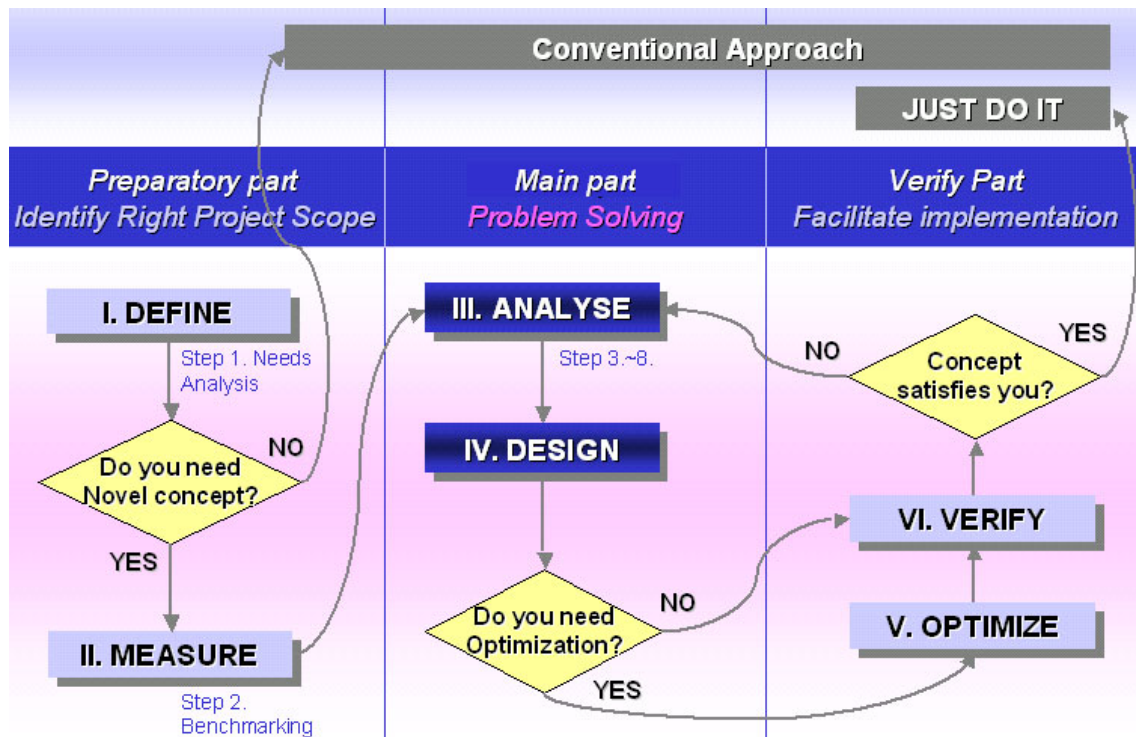 Conventional Approach
JUST DO IT
Preparatory part
Identify Right Project Scope
Main part
Problem Solving
Verify Part
Facilitate implementation
I. DEFINE
Step 1. Needs
Analysis
Do you need
Novel concept?
NO
YES
II. MEASURE
Step 2.
Benchmarking
III. ANALYSE
Step 3.~8.
IV. DESIGN
Do you need
Optimization?
NO
YES
Concept
satisfies you?
NO
YES
VI. VERIFY
V. OPTIMIZE